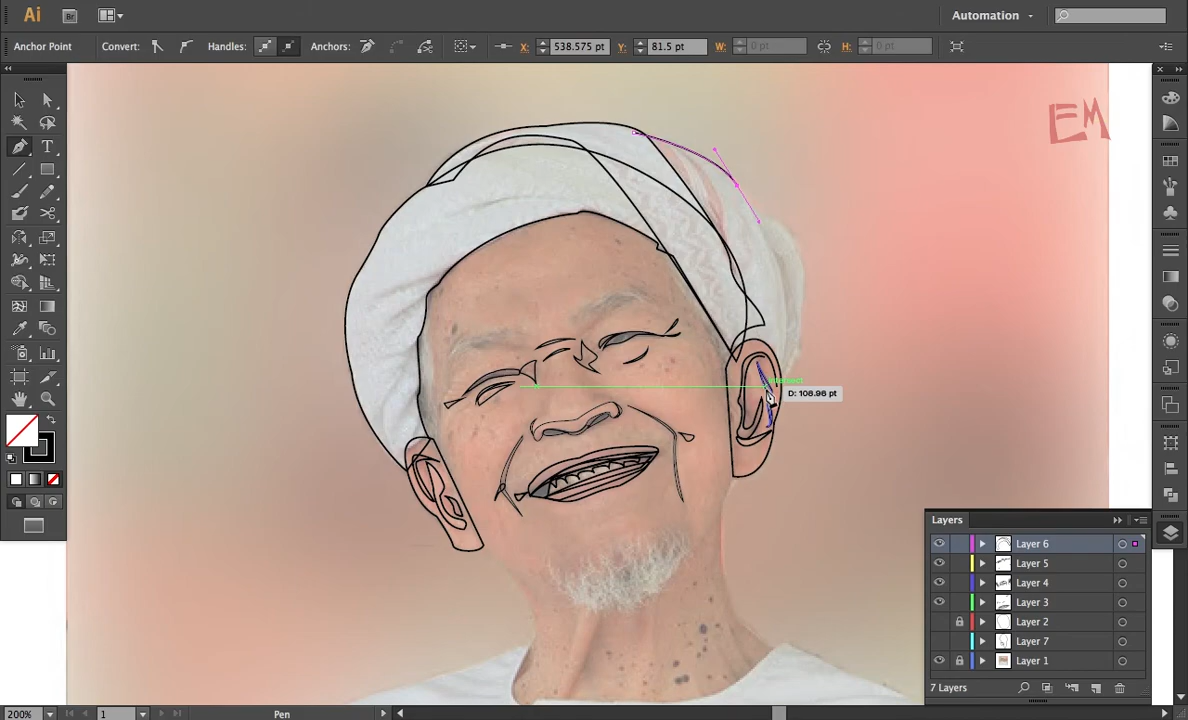 Ai Br Automation
Anchor Point Convert: Handles: Anchors: X: 538.575 pt Y: 81.5 pt W: 0 pt H: 0 pt
EM
intersect
D: 108.96 pt
Layers
Layer 6
Layer 5
Layer 4
Layer 3
Layer 2
Layer 7
Layer 1
7 Layers
200% 1 Pen